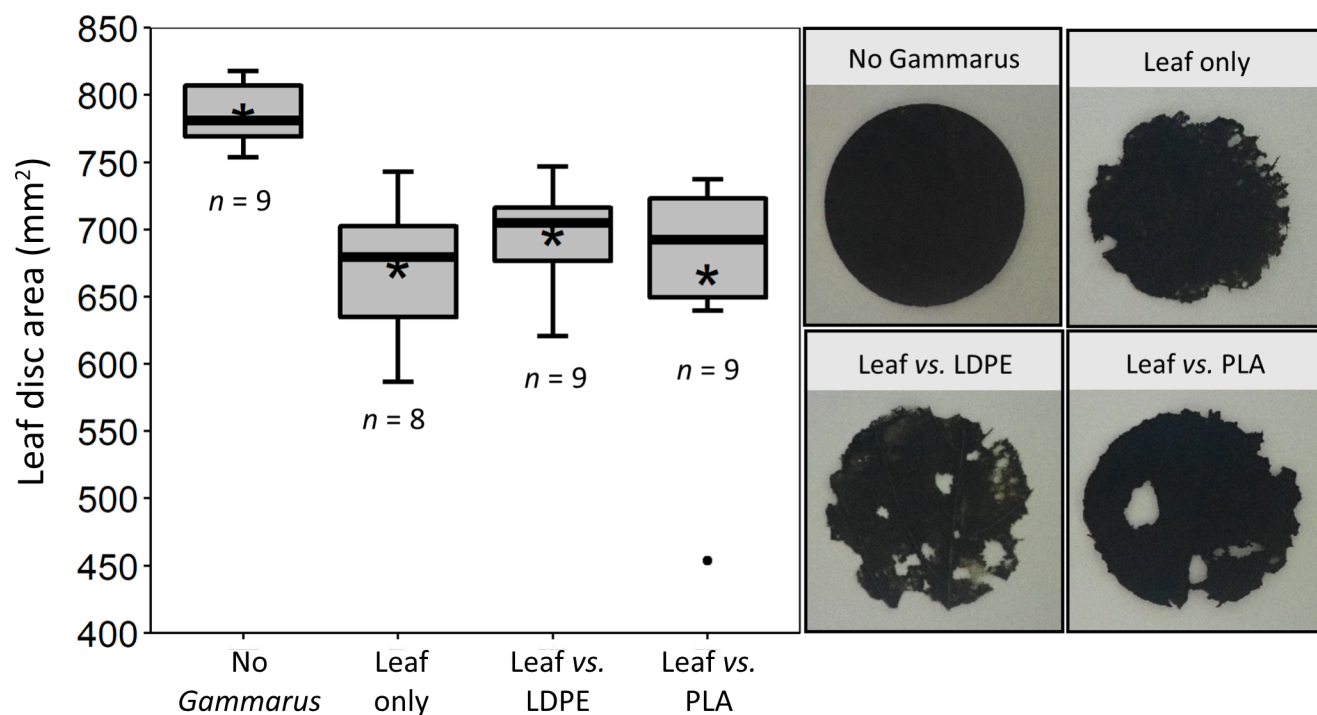 Leaf disc area (mm²)
850
800
750
700
650
600
550
500
450
400
*
*
*
*
n = 9
n = 8
n = 9
n = 9
No
Gammarus
Leaf
only
Leaf vs.
LDPE
Leaf vs.
PLA
No Gammarus
Leaf only
Leaf vs. LDPE
Leaf vs. PLA